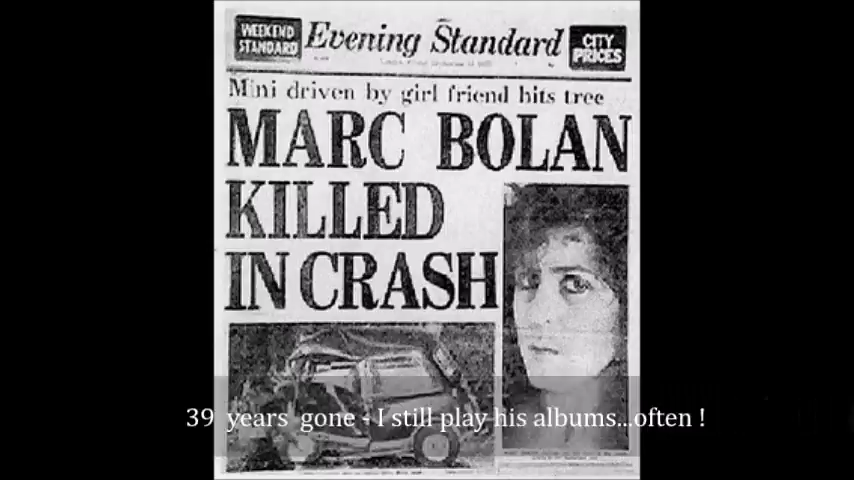 WEEKEND
STANDARD
Evening Standard
CITY
PRICES
Mini driven by girl friend hits tree
MARC BOLAN
KILLED
IN CRASH
39 years gone - I still play his albums...often !